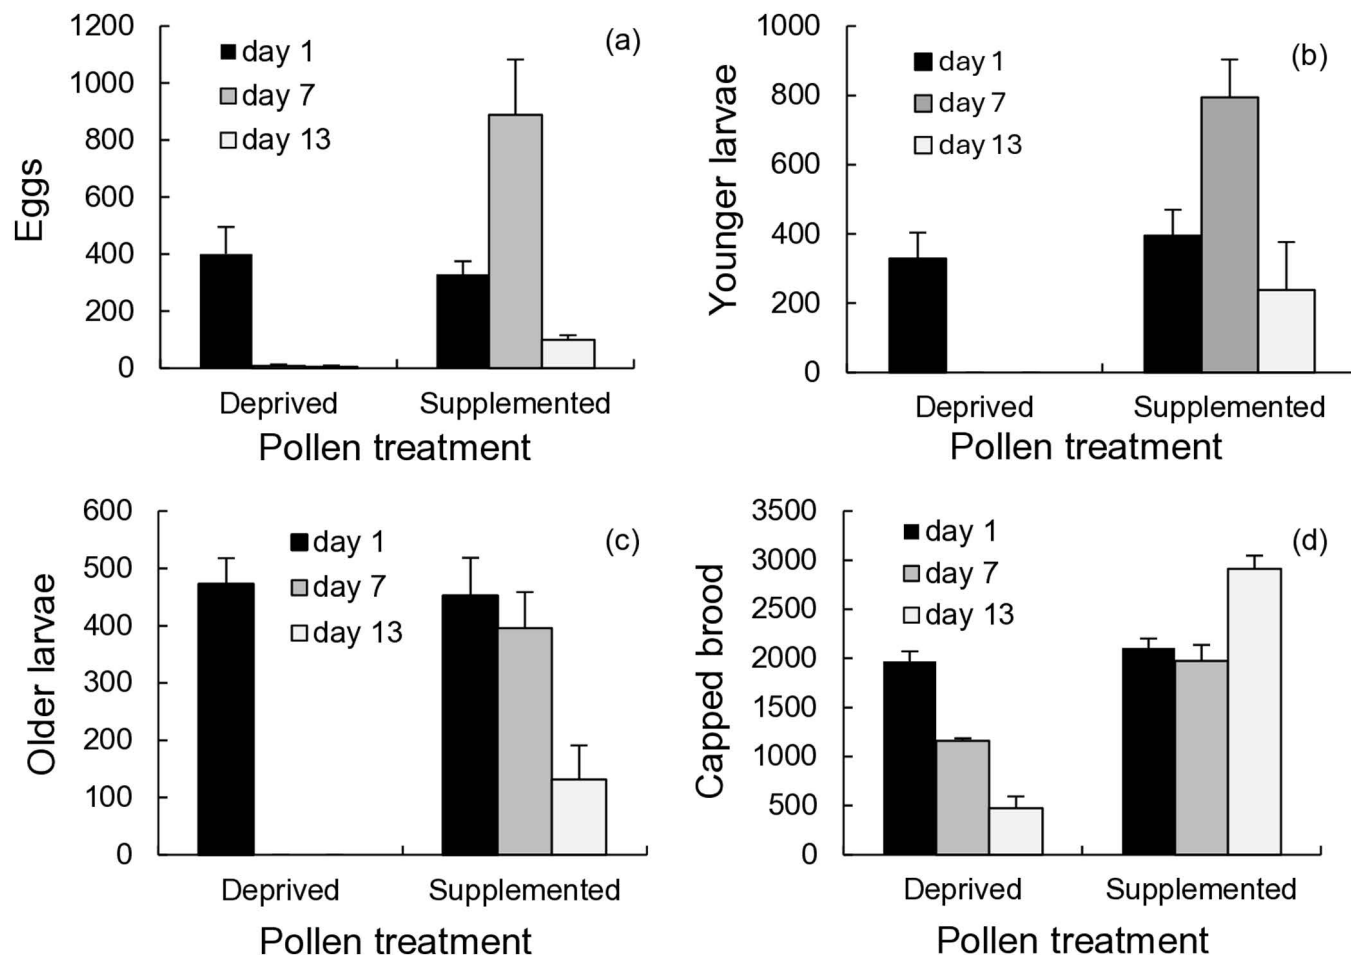 (a)
day 1
day 7
day 13
Eggs
1200
1000
800
600
400
200
0
Deprived Supplemented
Pollen treatment
(b)
day 1
day 7
day 13
Younger larvae
1000
800
600
400
200
0
Deprived Supplemented
Pollen treatment
(c)
day 1
day 7
day 13
Older larvae
600
500
400
300
200
100
0
Deprived Supplemented
Pollen treatment
(d)
day 1
day 7
day 13
Capped brood
3500
3000
2500
2000
1500
1000
500
0
Deprived Supplemented
Pollen treatment